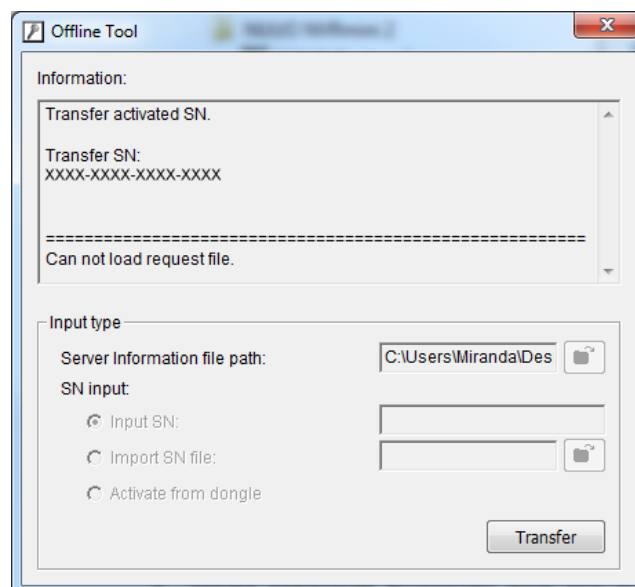 Offline Tool
Information:
Transfer activated SN.
Transfer SN:
XXXX-XXXX-XXXX-XXXX
========================================================
Can not load request file.
Input type
Server Information file path:
C:\Users\Miranda\Des
SN input:
Input SN:
Import SN file:
Activate from dongle
Transfer